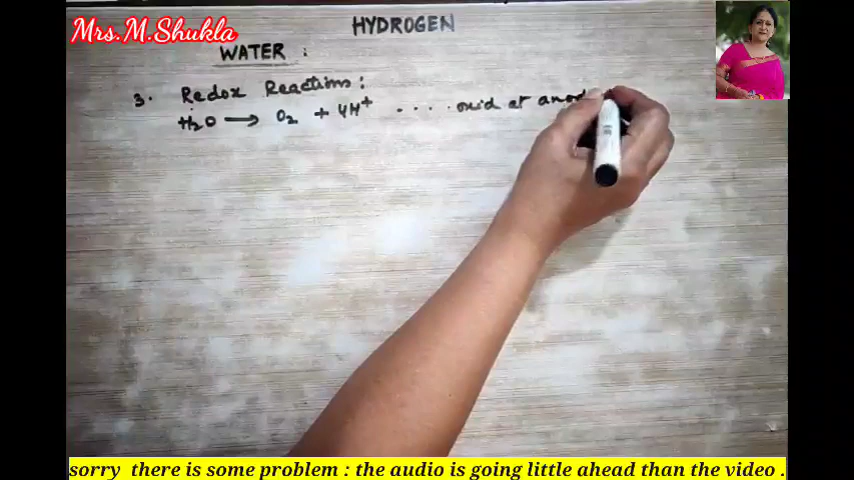 Mrs.M.Shukla
HYDROGEN
WATER :
3. Redox Reactions:
H₂O → O₂ + 4H⁺ .... oxid at anod
sorry there is some problem : the audio is going little ahead than the video .